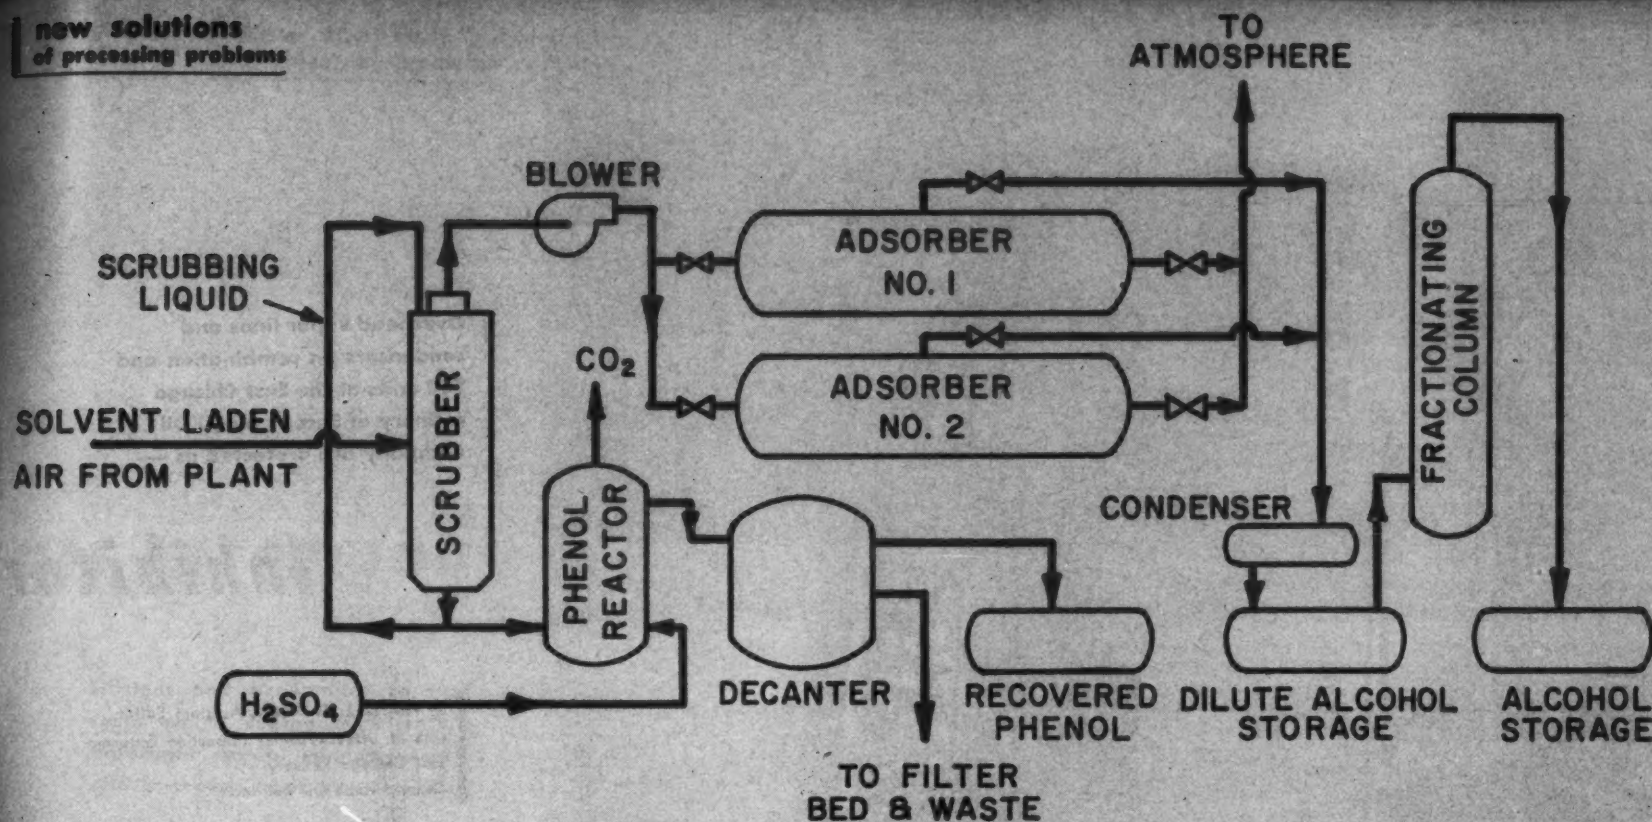 new solutions
of processing problems
TO
ATMOSPHERE
BLOWER
SCRUBBING
LIQUID
ADSORBER
NO. 1
CO₂
ADSORBER
NO. 2
SCRUBBER
SOLVENT LADEN
AIR FROM PLANT
FRACTIONATING
COLUMN
PHENOL
REACTOR
CONDENSER
H₂SO₄
DECANTER
RECOVERED
PHENOL
DILUTE ALCOHOL
STORAGE
ALCOHOL
STORAGE
TO FILTER
BED & WASTE